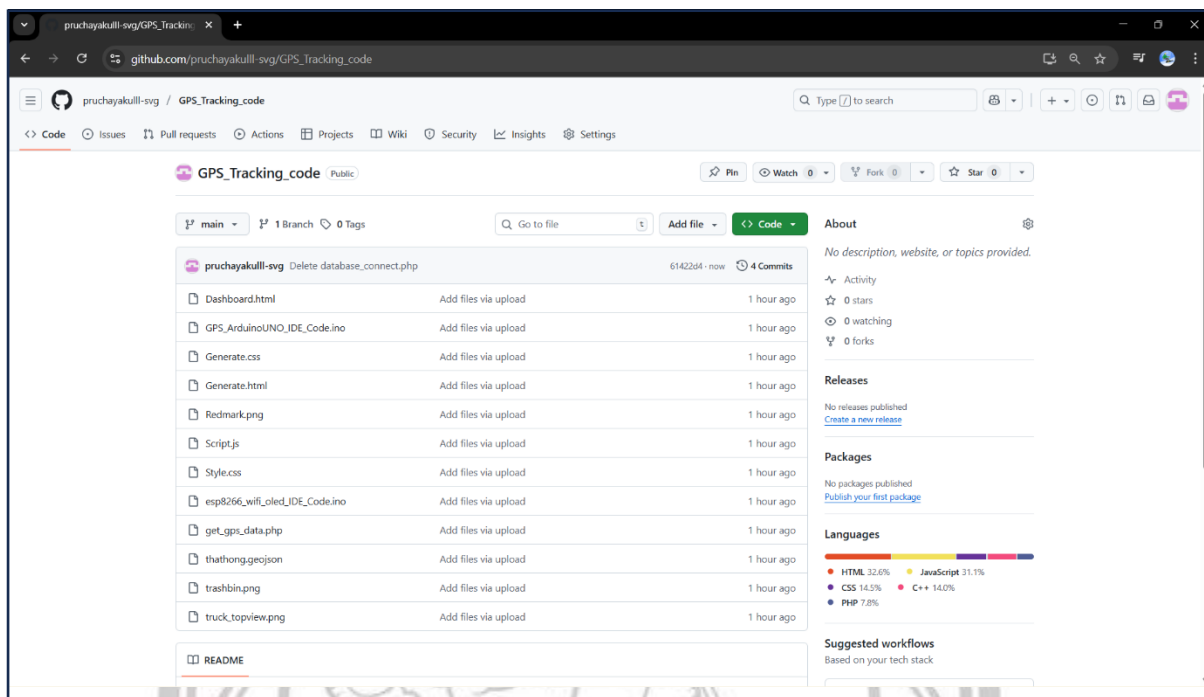 pruchayakulll-svg/GPS_Tracking
github.com/pruchayakulll-svg/GPS_Tracking_code
pruchayakulll-svg / GPS_Tracking_code
Type / to search
Code Issues Pull requests Actions Projects Wiki Security Insights Settings
GPS_Tracking_code Public
Pin Watch 0 Fork 0 Star 0
main 1 Branch 0 Tags Go to file t Add file Code
pruchayakulll-svg Delete database_connect.php 61422d4 · now 4 Commits
Dashboard.html Add files via upload 1 hour ago
GPS_ArduinoUNO_IDE_Code.ino Add files via upload 1 hour ago
Generate.css Add files via upload 1 hour ago
Generate.html Add files via upload 1 hour ago
Redmark.png Add files via upload 1 hour ago
Script.js Add files via upload 1 hour ago
Style.css Add files via upload 1 hour ago
esp8266_wifi_oled_IDE_Code.ino Add files via upload 1 hour ago
get_gps_data.php Add files via upload 1 hour ago
thathong.geojson Add files via upload 1 hour ago
trashbin.png Add files via upload 1 hour ago
truck_topview.png Add files via upload 1 hour ago
README
About
No description, website, or topics provided.
Activity
0 stars
0 watching
0 forks
Releases
No releases published
Create a new release
Packages
No packages published
Publish your first package
Languages
HTML 32.6% JavaScript 31.1%
CSS 14.5% C++ 14.0%
PHP 7.8%
Suggested workflows
Based on your tech stack